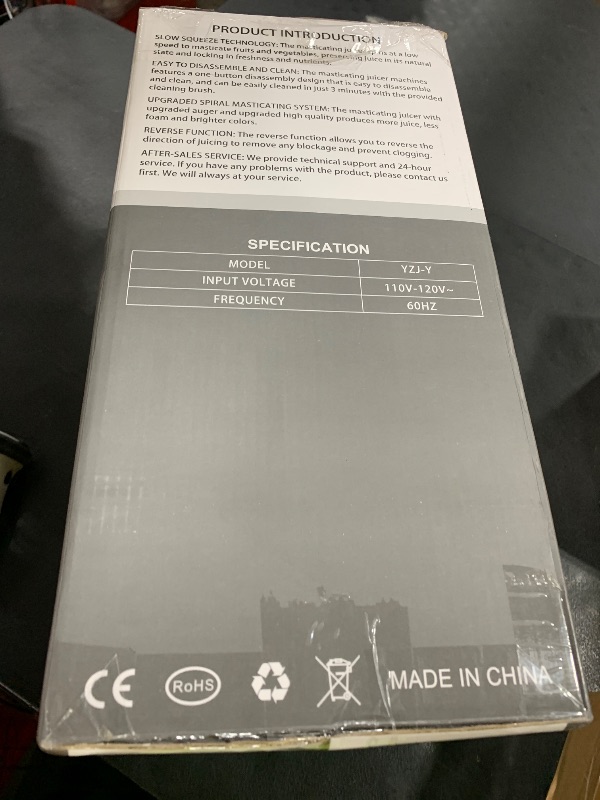 PRODUCT INTRODUCTION
SLOW SQUEEZE TECHNOLOGY: The masticating at a low
speed to masticate fruits and vegetables, preserving juice in its natural
state and locking in freshness and nutrients.
EASY TO DISASSEMBLE AND CLEAN: The masticating juicer machines
features a one-button disassembly design that is easy to disassemble
and clean, and can be easily cleaned in just 3 minutes with the provided
cleaning brush.
UPGRADED SPIRAL MASTICATING SYSTEM: The masticating juicer with
upgraded auger and upgraded high quality produces more juice, less
foam and brighter colors.
REVERSE FUNCTION: The reverse function allows you to reverse the
direction of juicing to remove any blockage and prevent clogging.
AFTER-SALES SERVICE: We provide technical support and 24-hour
service. If you have any problems with the product, please contact us
first. We will always at your service.
SPECIFICATION
MODEL YZJ-Y
INPUT VOLTAGE 110V-120V~
FREQUENCY 60HZ
CE RoHS MADE IN CHINA